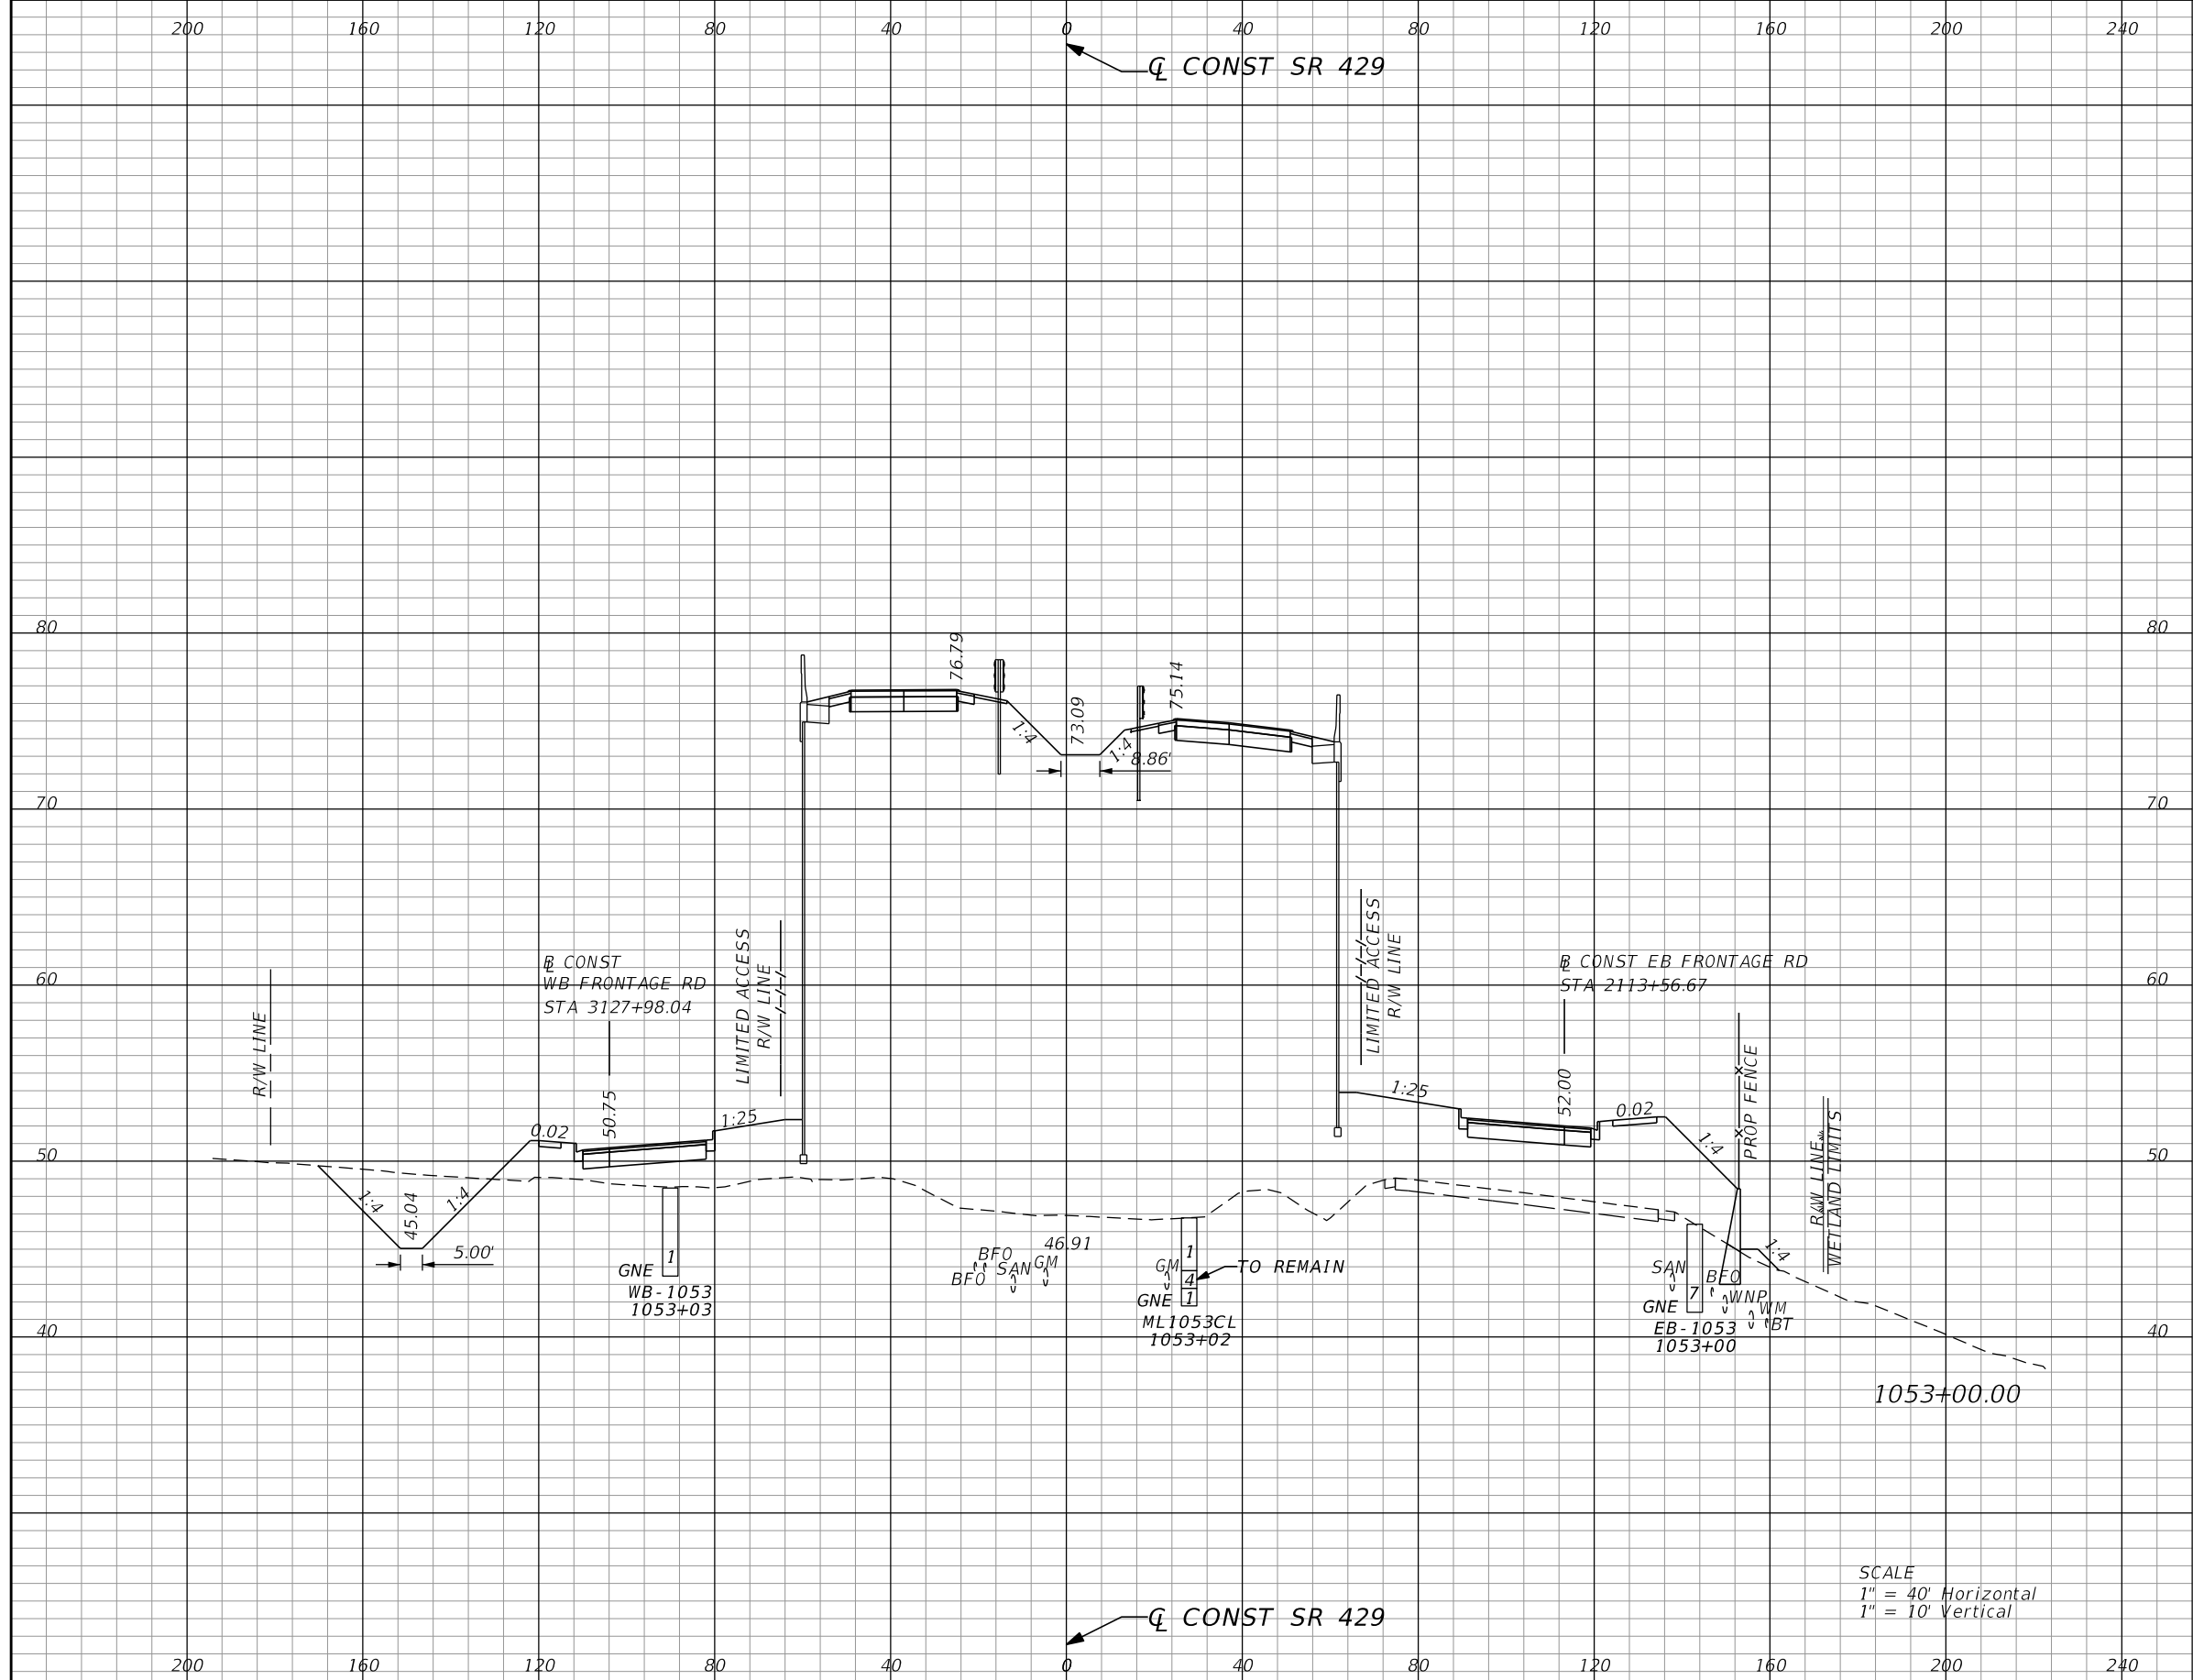 200 160 120 80 40 0 40 80 120 160 200 240
℄ CONST SR 429
80 80
76.79
75.14
73.09
1:4
1:4
8.86'
70 70
LIMITED ACCESS
R/W LINE
LIMITED ACCESS
R/W LINE
60 60
B̲L CONST
WB FRONTAGE RD
STA 3127+98.04
B̲L CONST EB FRONTAGE RD
STA 2113+56.67
R/W LINE
50.75
0.02
1:25
1:25
52.00
0.02
1:4
PROP FENCE
R/W LINE
WETLAND LIMITS
50 50
1:4
45.04
1:4
5.00'
1
GNE
WB-1053
1053+03
46.91
BFO
BFO
SAN
GM
GM
1
4
1
TO REMAIN
GNE
ML1053CL
1053+02
SAN
BFO
1:4
7
GNE
WNP
WM
BT
EB-1053
1053+00
40 40
1053+00.00
SCALE
1" = 40' Horizontal
1" = 10' Vertical
℄ CONST SR 429
200 160 120 80 40 0 40 80 120 160 200 240